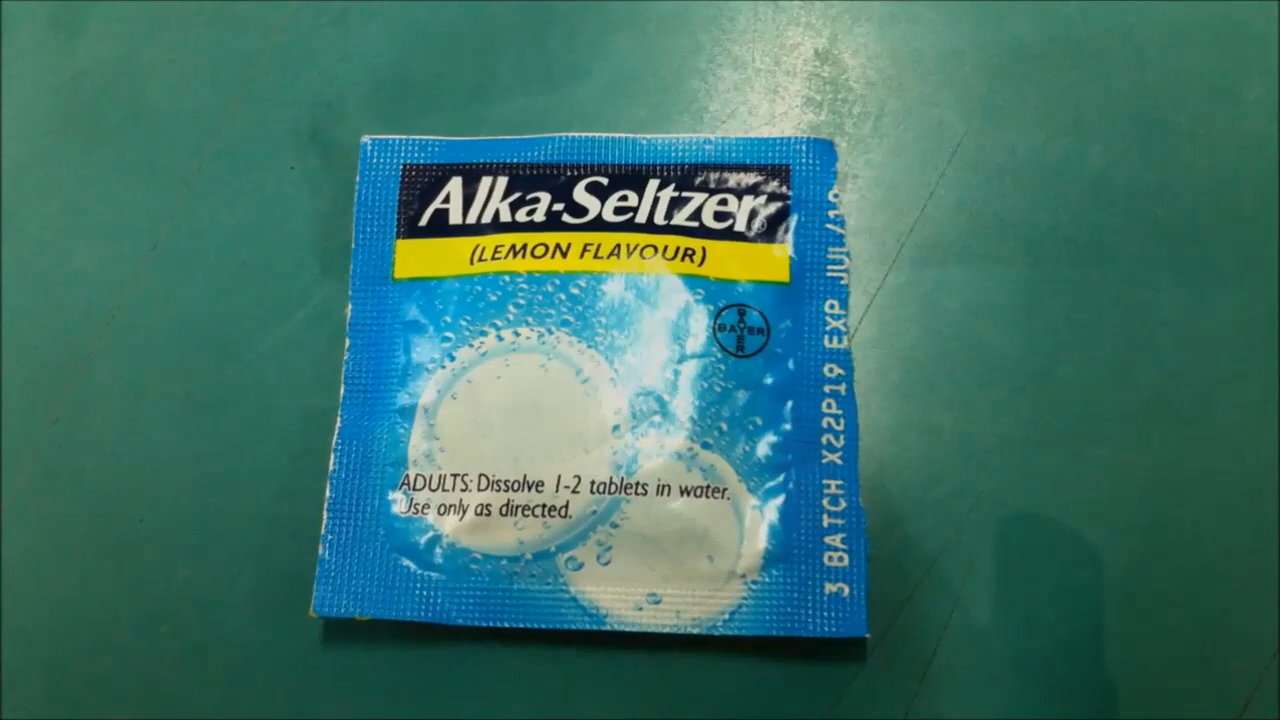 Alka-Seltzer®
(LEMON FLAVOUR)
BAYER
BAYER
ADULTS: Dissolve 1-2 tablets in water.
Use only as directed.
3 BATCH X22P19 EXP JUL/